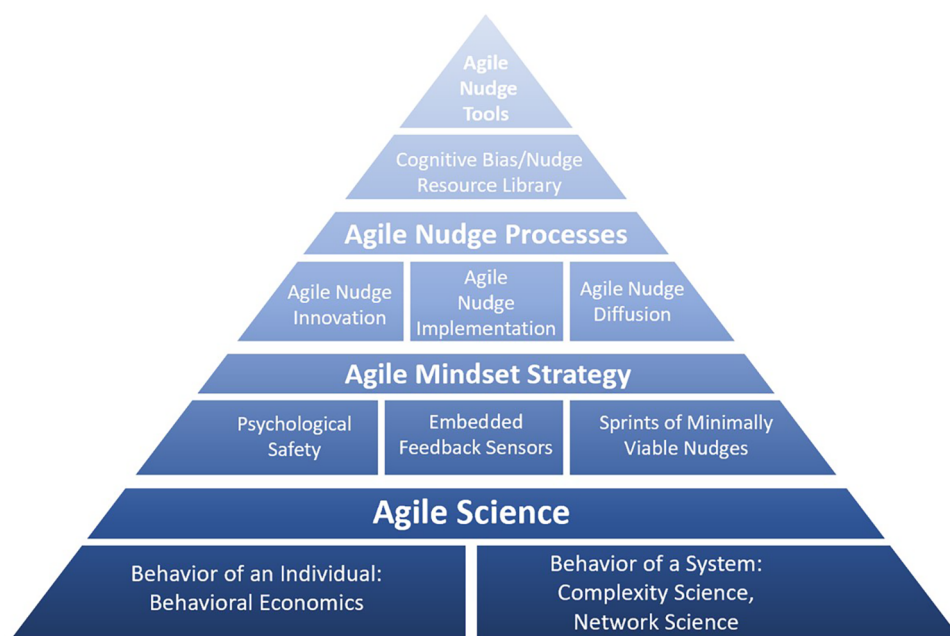 Agile
Nudge
Tools
Cognitive Bias/Nudge
Resource Library
Agile Nudge Processes
Agile Nudge
Innovation
Agile
Nudge
Implementation
Agile Nudge
Diffusion
Agile Mindset Strategy
Psychological
Safety
Embedded
Feedback Sensors
Sprints of Minimally
Viable Nudges
Agile Science
Behavior of an Individual:
Behavioral Economics
Behavior of a System:
Complexity Science,
Network Science